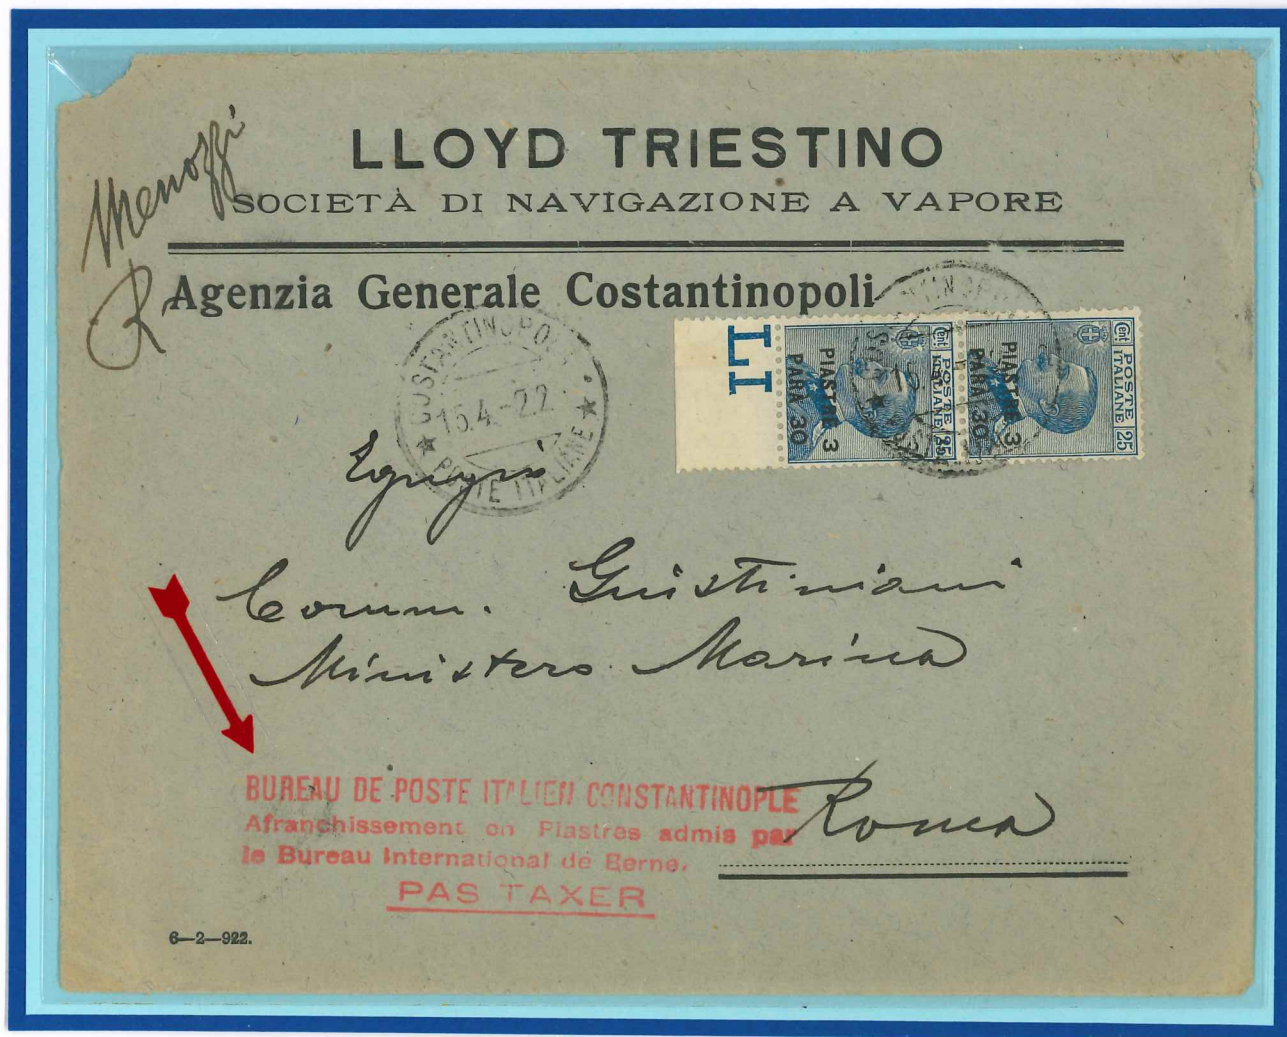 Menozzi
R
LLOYD TRIESTINO
SOCIETÀ DI NAVIGAZIONE A VAPORE
Agenzia Generale Costantinopoli
COSTANTINOPOLI
15.4.-22
★ POSTE ITALIANE ★
LI
Cent. POSTE ITALIANE 25
PIASTRE 3
PARA 30
Cent. POSTE ITALIANE 25
PIASTRE 3
PARA 30
Egregio
Comm. Guistiniani
Ministero Marina
Roma
BUREAU DE POSTE ITALIEN CONSTANTINOPLE
Afranchissement en Piastres admis par
le Bureau International de Berne.
PAS TAXER
6—2—922.